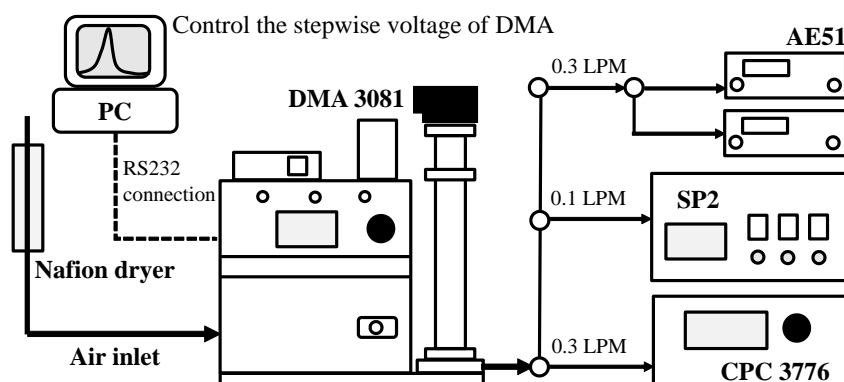 Control the stepwise voltage of DMA
AE51
0.3 LPM
DMA 3081
PC
RS232
connection
0.1 LPM
SP2
Nafion dryer
Air inlet
0.3 LPM
CPC 3776